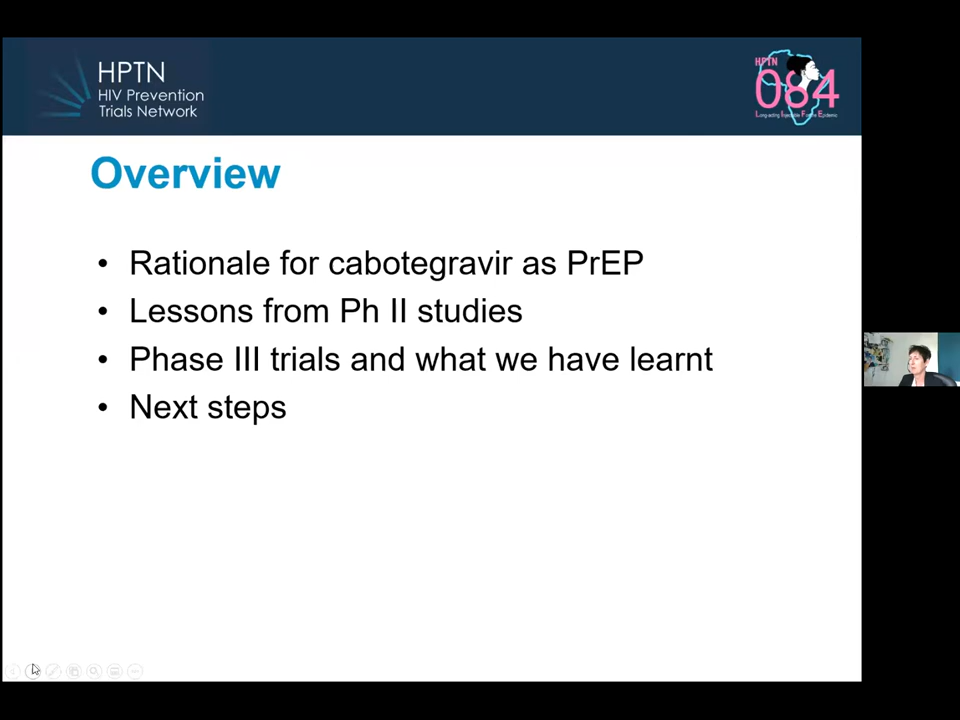 HPTN
HIV Prevention
Trials Network
HPTN
084
Overview
• Rationale for cabotegravir as PrEP
• Lessons from Ph II studies
• Phase III trials and what we have learnt
• Next steps